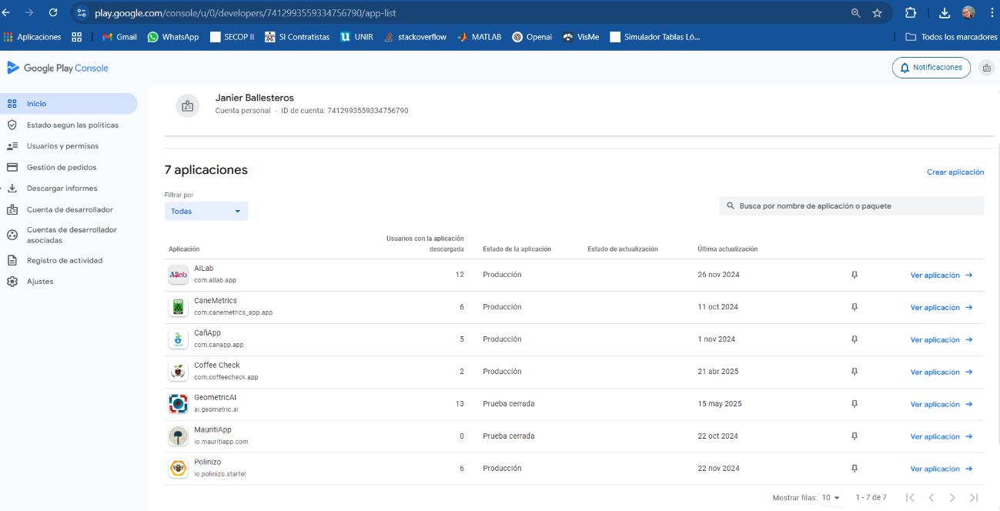 play.google.com/console/u/0/developers/7412993559334756790/app-list
Aplicaciones Gmail WhatsApp SECOP II SI Contratistas UNIR stackoverflow MATLAB Openai VisMe Simulador Tablas Ló... Todos los marcadores
Google Play Console
Notificaciones
Inicio
Estado según las políticas
Usuarios y permisos
Gestión de pedidos
Descargar informes
Cuenta de desarrollador
Cuentas de desarrollador
asociadas
Registro de actividad
Ajustes
Janier Ballesteros
Cuenta personal - ID de cuenta: 7412993559334756790
7 aplicaciones
Crear aplicación
Filtrar por
Todas
Busca por nombre de aplicación o paquete
Usuarios con la aplicación
Aplicación descargada Estado de la aplicación Estado de actualización Última actualización
AiLab
com.ailab.app
12 Producción 26 nov 2024 Ver aplicación
CaneMetrics
com.canemetrics_app.app
6 Producción 11 oct 2024 Ver aplicación
CañApp
com.canapp.app
5 Producción 1 nov 2024 Ver aplicación
Coffee Check
com.coffeecheck.app
2 Producción 21 abr 2025 Ver aplicación
GeometricAI
ai.geometric.ai
13 Prueba cerrada 15 may 2025 Ver aplicación
MauritiApp
io.mauritiapp.com
0 Prueba cerrada 22 oct 2024 Ver aplicación
Polinizo
io.polinizo.starter
6 Producción 22 nov 2024 Ver aplicación
Mostrar filas: 10 1 - 7 de 7